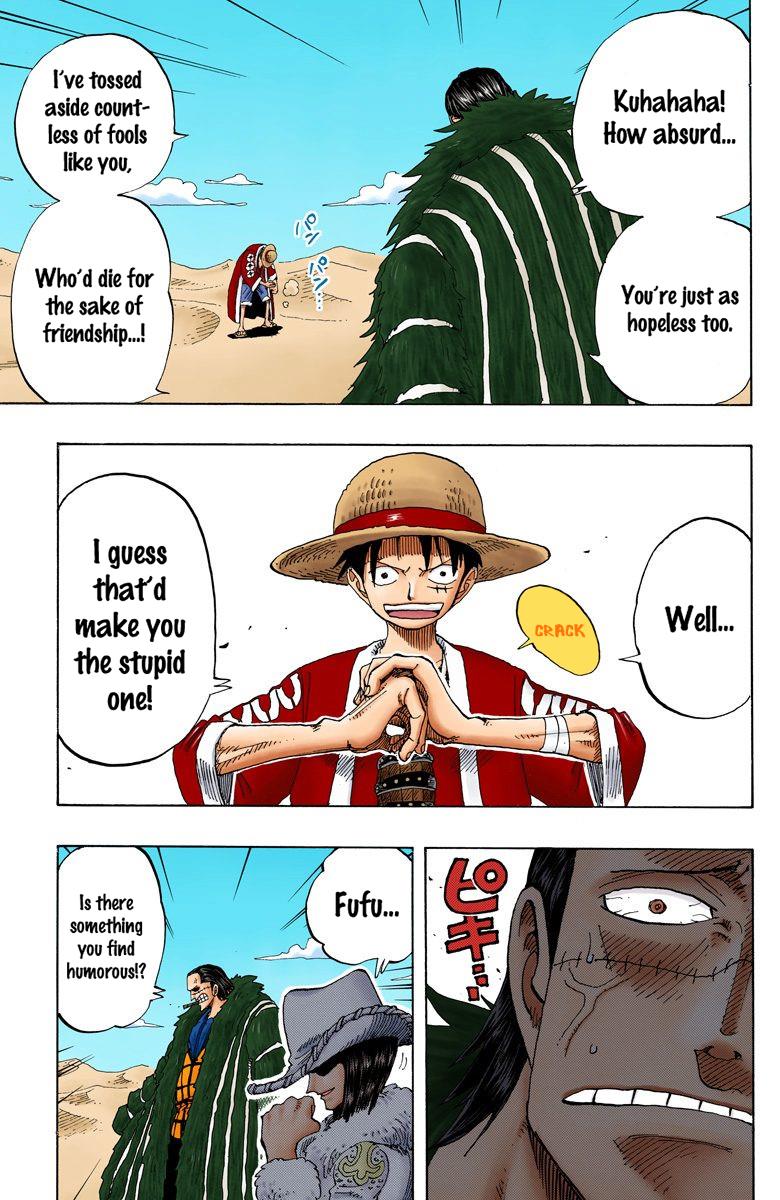 Kuhahaha!
How absurd...
You're just as
hopeless too.
I've tossed
aside count-
less of fools
like you,
Who'd die for
the sake of
friendship...!
パン
パン...
Well...
CRACK
I guess
that'd
make you
the stupid
one!
ピキ...
Fufu...
Is there
something
you find
humorous!?